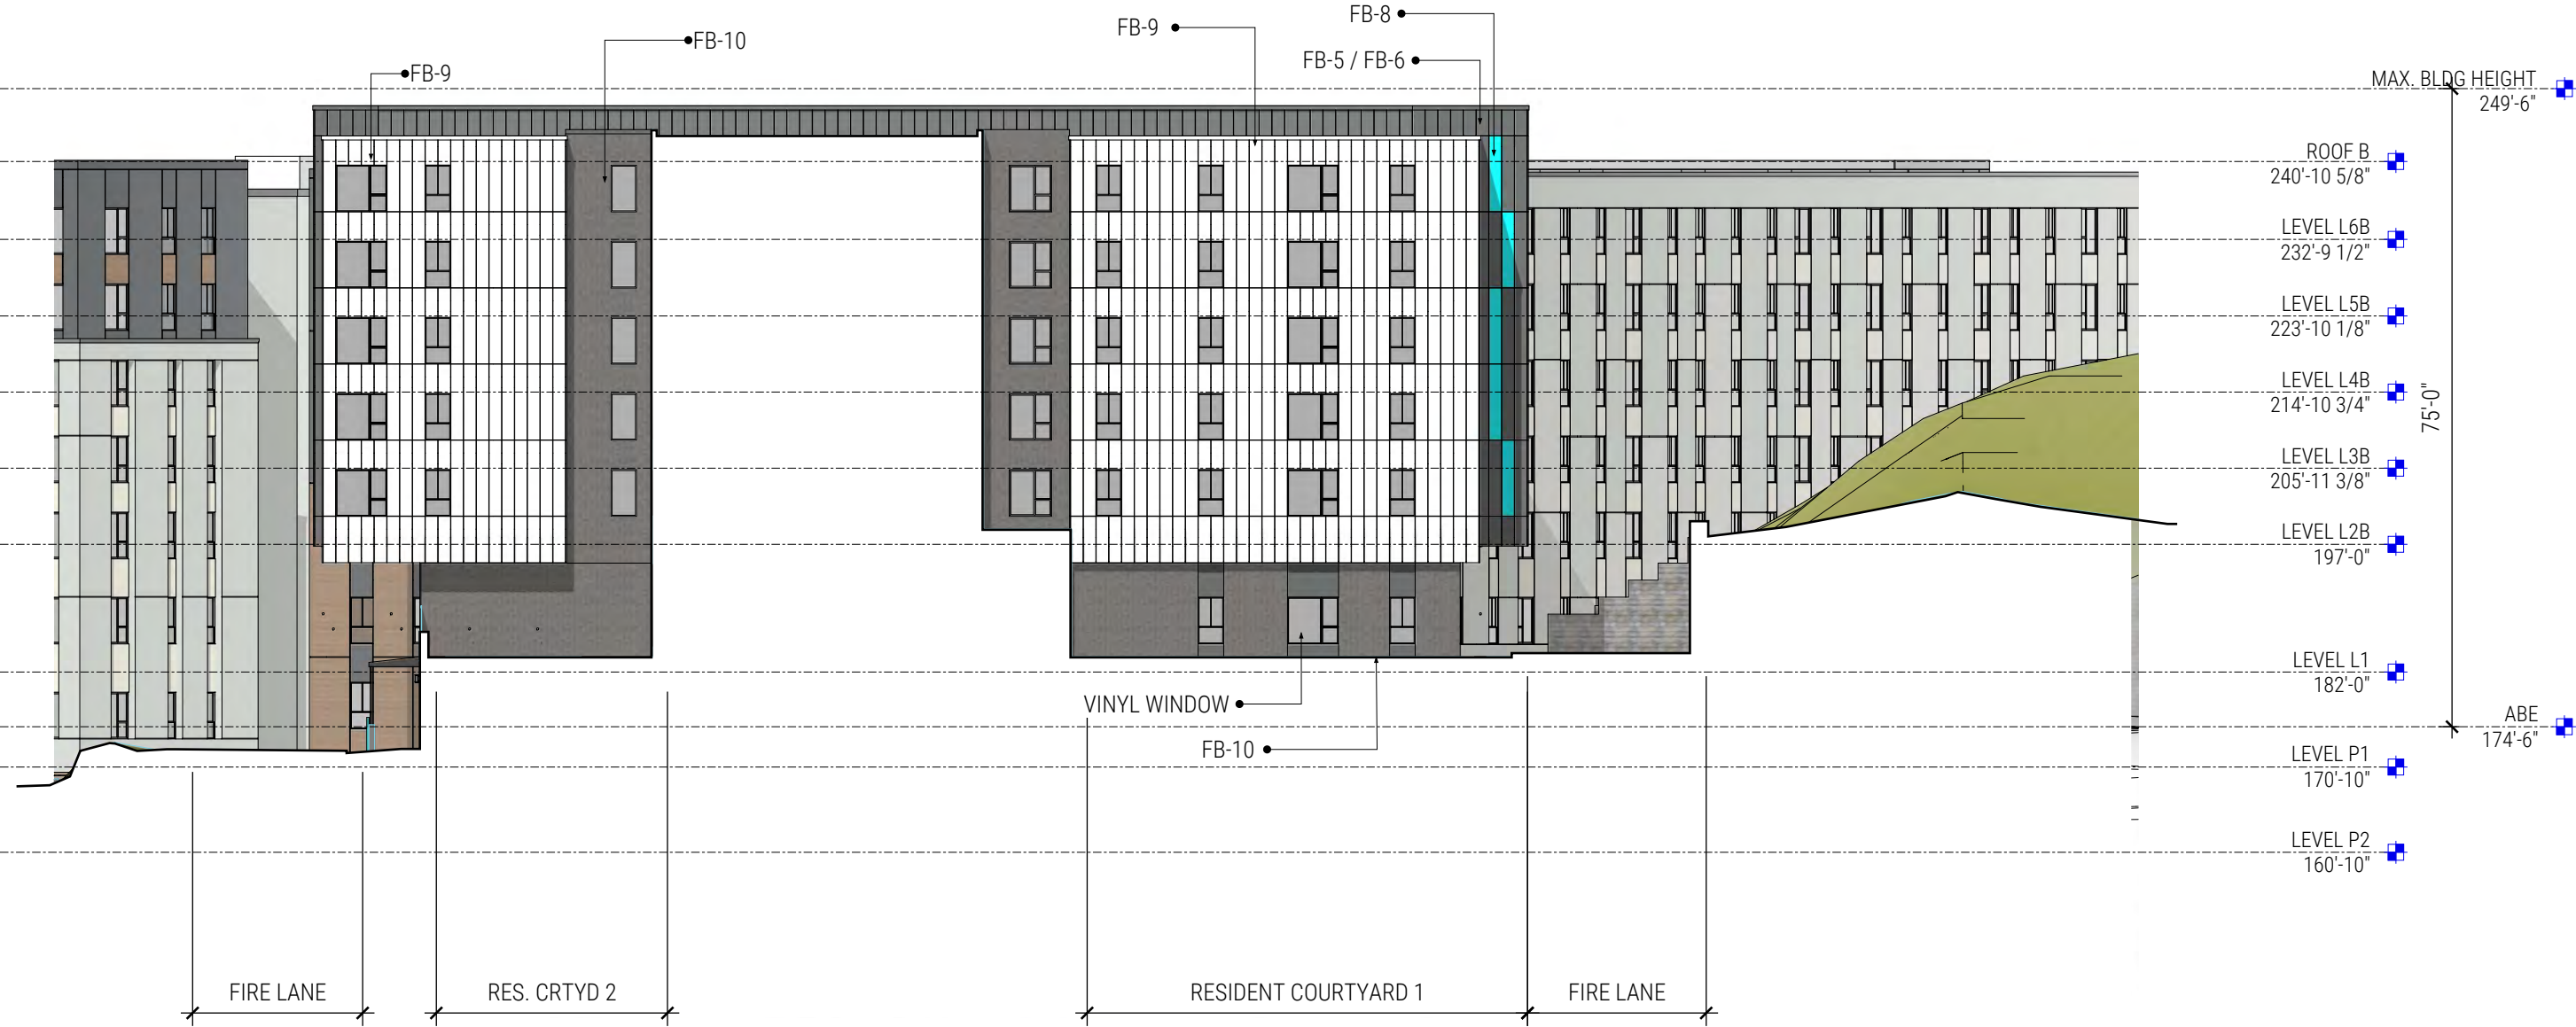 FB-8
FB-9
FB-10
FB-5 / FB-6
FB-9
MAX. BLDG HEIGHT
249'-6"
ROOF B
240'-10 5/8"
LEVEL L6B
232'-9 1/2"
LEVEL L5B
223'-10 1/8"
LEVEL L4B
214'-10 3/4"
75'-0"
LEVEL L3B
205'-11 3/8"
LEVEL L2B
197'-0"
LEVEL L1
182'-0"
VINYL WINDOW
ABE
174'-6"
FB-10
LEVEL P1
170'-10"
LEVEL P2
160'-10"
FIRE LANE
RES. CRTYD 2
RESIDENT COURTYARD 1
FIRE LANE